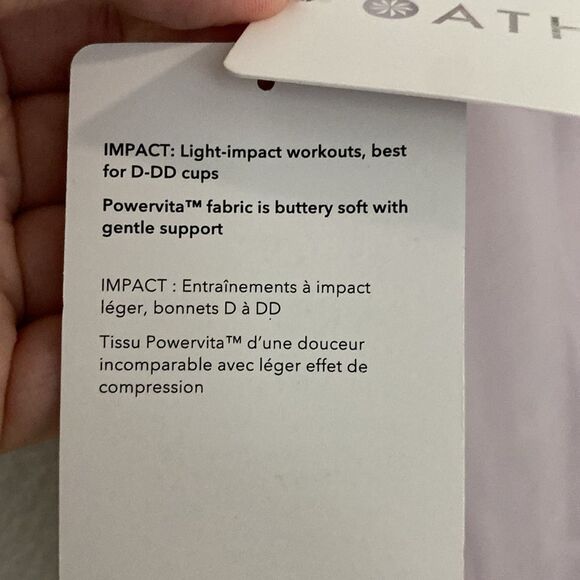 ATH
IMPACT: Light-impact workouts, best
for D-DD cups
Powervita™ fabric is buttery soft with
gentle support
IMPACT : Entraînements à impact
léger, bonnets D à DD
Tissu Powervita™ d'une douceur
incomparable avec léger effet de
compression